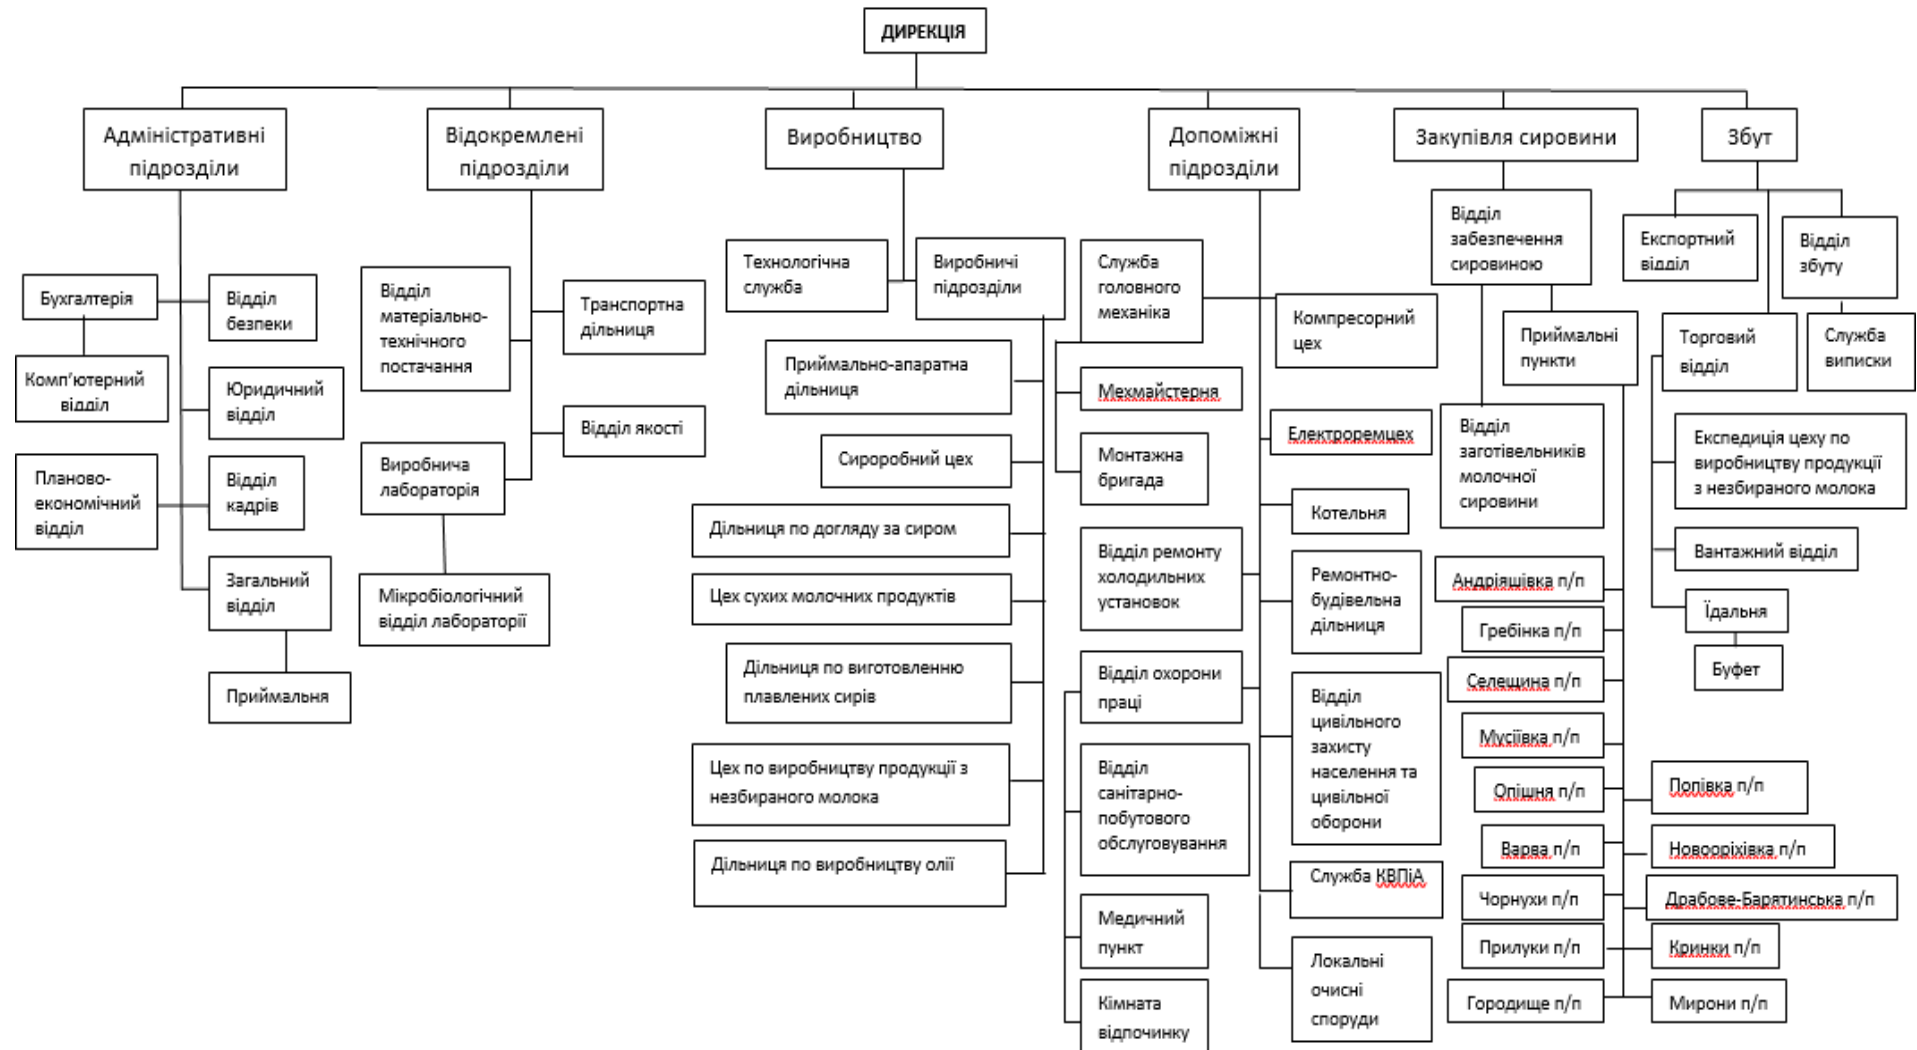 ДИРЕКЦІЯ
Адміністративні
підрозділи
Відокремлені
підрозділи
Виробництво
Допоміжні
підрозділи
Закупівля сировини
Збут
Бухгалтерія
Відділ
безпеки
Комп'ютерний
відділ
Юридичний
відділ
Планово-
економічний
відділ
Відділ
кадрів
Загальний
відділ
Приймальня
Відділ
матеріально-
технічного
постачання
Транспортна
дільниця
Відділ якості
Виробнича
лабораторія
Мікробіологічний
відділ лабораторії
Технологічна
служба
Виробничі
підрозділи
Приймально-апаратна
дільниця
Сироробний цех
Дільниця по догляду за сиром
Цех сухих молочних продуктів
Дільниця по виготовленню
плавлених сирів
Цех по виробництву продукції з
незбираного молока
Дільниця по виробництву олії
Служба
головного
механіка
Мехмайстерня
Монтажна
бригада
Відділ ремонту
холодильних
установок
Відділ охорони
праці
Відділ
санітарно-
побутового
обслуговування
Медичний
пункт
Кімната
відпочинку
Компресорний
цех
Електроремцех
Котельня
Ремонтно-
будівельна
дільниця
Відділ
цивільного
захисту
населення та
цивільної
оборони
Служба КВПіА
Локальні
очисні
споруди
Відділ
забезпечення
сировиною
Приймальні
пункти
Відділ
заготівельників
молочної
сировини
Андріяшівка п/п
Гребінка п/п
Селещина п/п
Мусіївка п/п
Опішня п/п
Варва п/п
Чорнухи п/п
Прилуки п/п
Городище п/п
Попівка п/п
Новооріхівка п/п
Драбове-Барятинська п/п
Кринки п/п
Мирони п/п
Експортний
відділ
Відділ
збуту
Торговий
відділ
Служба
виписки
Експедиція цеху по
виробництву продукції
з незбираного молока
Вантажний відділ
Їдальня
Буфет